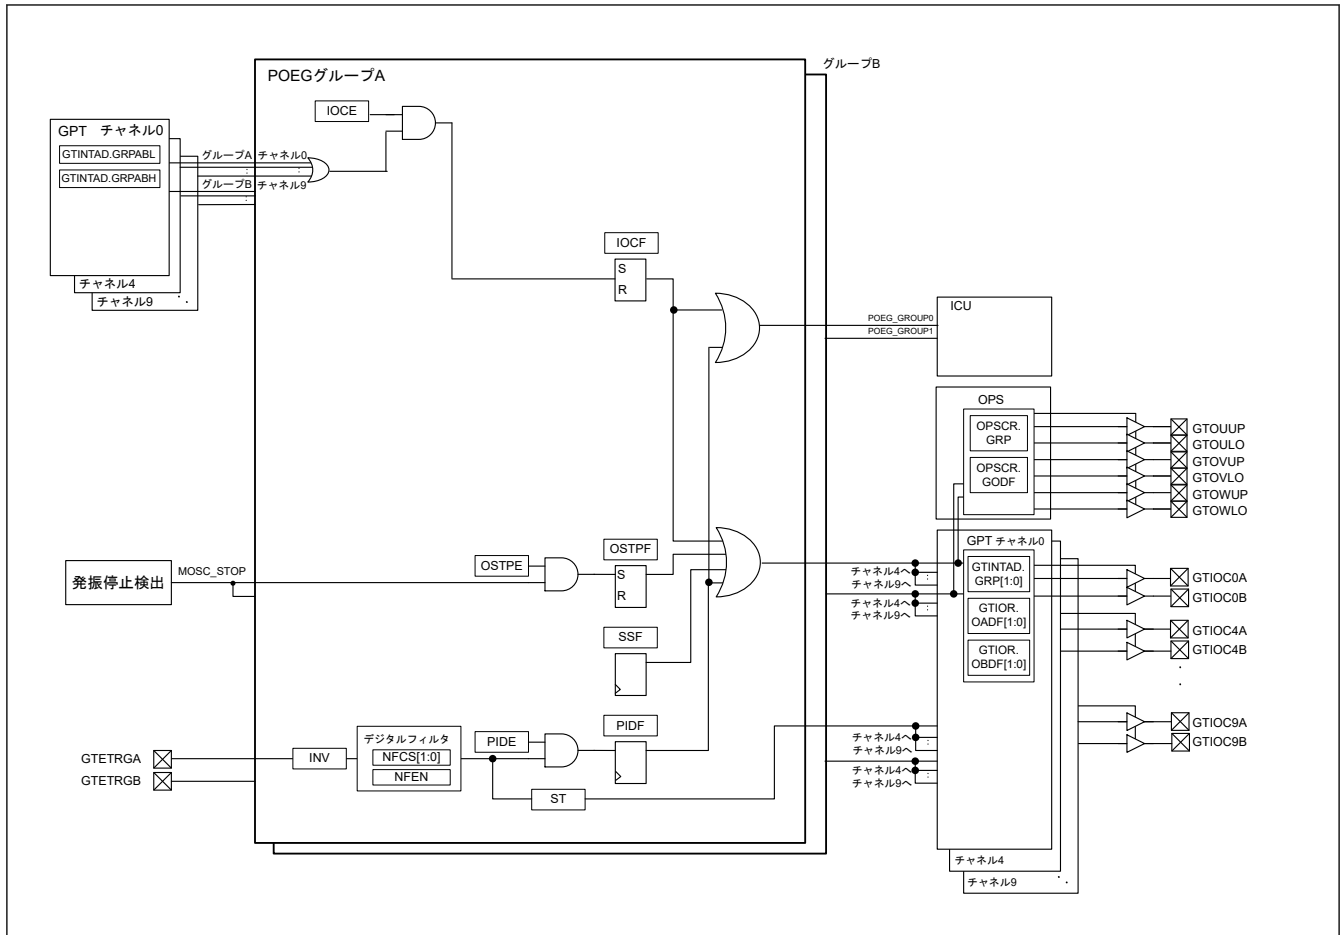 POEGグループA
グループB
IOCE
GPT チャネル0
GTINTAD.GRPABL
GTINTAD.GRPABH
チャネル4
チャネル9
グループA チャネル0
:
:
グループB チャネル9
:
IOCF
S
R
POEG_GROUP0
POEG_GROUP1
ICU
OPS
OPSCR.
GRP
OPSCR.
GODF
GTOUUP
GTOULO
GTOVUP
GTOVLO
GTOWUP
GTOWLO
発振停止検出
MOSC_STOP
OSTPE
OSTPF
S
R
SSF
チャネル4へ
:
チャネル9へ
チャネル4へ
:
チャネル9へ
GPT チャネル0
GTINTAD.
GRP[1:0]
GTIOR.
OADF[1:0]
GTIOR.
OBDF[1:0]
GTIOC0A
GTIOC0B
GTIOC4A
GTIOC4B
GTIOC9A
GTIOC9B
GTETRGA
GTETRGB
INV
デジタルフィルタ
NFCS[1:0]
NFEN
PIDE
PIDF
ST
チャネル4へ
:
チャネル9へ
チャネル4へ
:
チャネル9へ
チャネル4
チャネル9